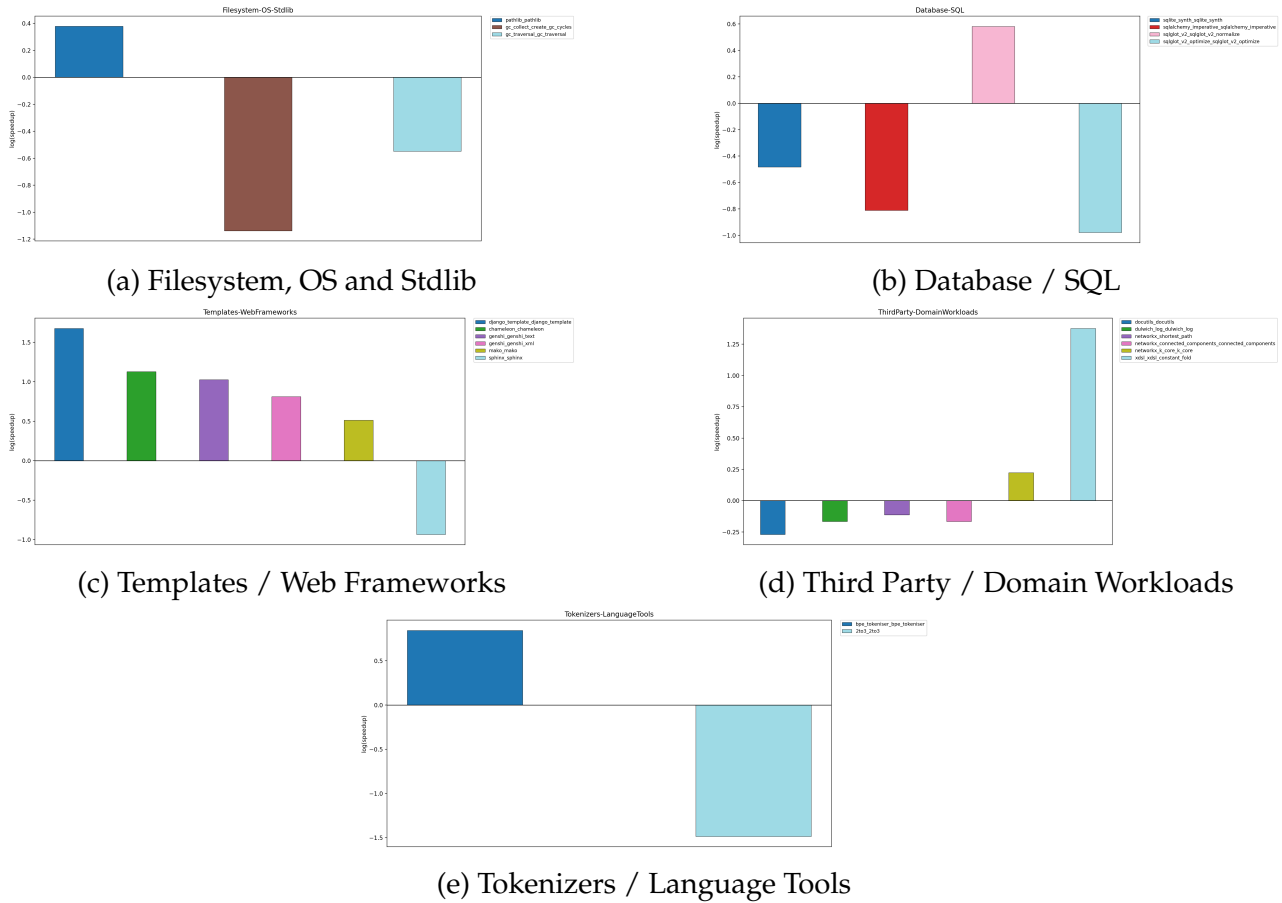 Filesystem-OS-Stdlib
pathlib_pathlib
gc_collect_create_gc_cycles
gc_traversal_gc_traversal
log(speedup)
0.4
0.2
0.0
−0.2
−0.4
−0.6
−0.8
−1.0
−1.2
(a) Filesystem, OS and Stdlib
Database-SQL
sqlite_synth_sqlite_synth
sqlalchemy_imperative_sqlalchemy_imperative
sqlglot_v2_sqlglot_v2_normalize
sqlglot_v2_optimize_sqlglot_v2_optimize
log(speedup)
0.6
0.4
0.2
0.0
−0.2
−0.4
−0.6
−0.8
−1.0
(b) Database / SQL
Templates-WebFrameworks
django_template_django_template
chameleon_chameleon
genshi_genshi_text
genshi_genshi_xml
mako_mako
sphinx_sphinx
log(speedup)
1.5
1.0
0.5
0.0
−0.5
−1.0
(c) Templates / Web Frameworks
ThirdParty-DomainWorkloads
docutils_docutils
dulwich_log_dulwich_log
networkx_shortest_path
networkx_connected_components_connected_components
networkx_k_core_k_core
xdsl_xdsl_constant_fold
log(speedup)
1.25
1.00
0.75
0.50
0.25
0.00
−0.25
(d) Third Party / Domain Workloads
Tokenizers-LanguageTools
bpe_tokeniser_bpe_tokeniser
2to3_2to3
log(speedup)
0.5
0.0
−0.5
−1.0
−1.5
(e) Tokenizers / Language Tools